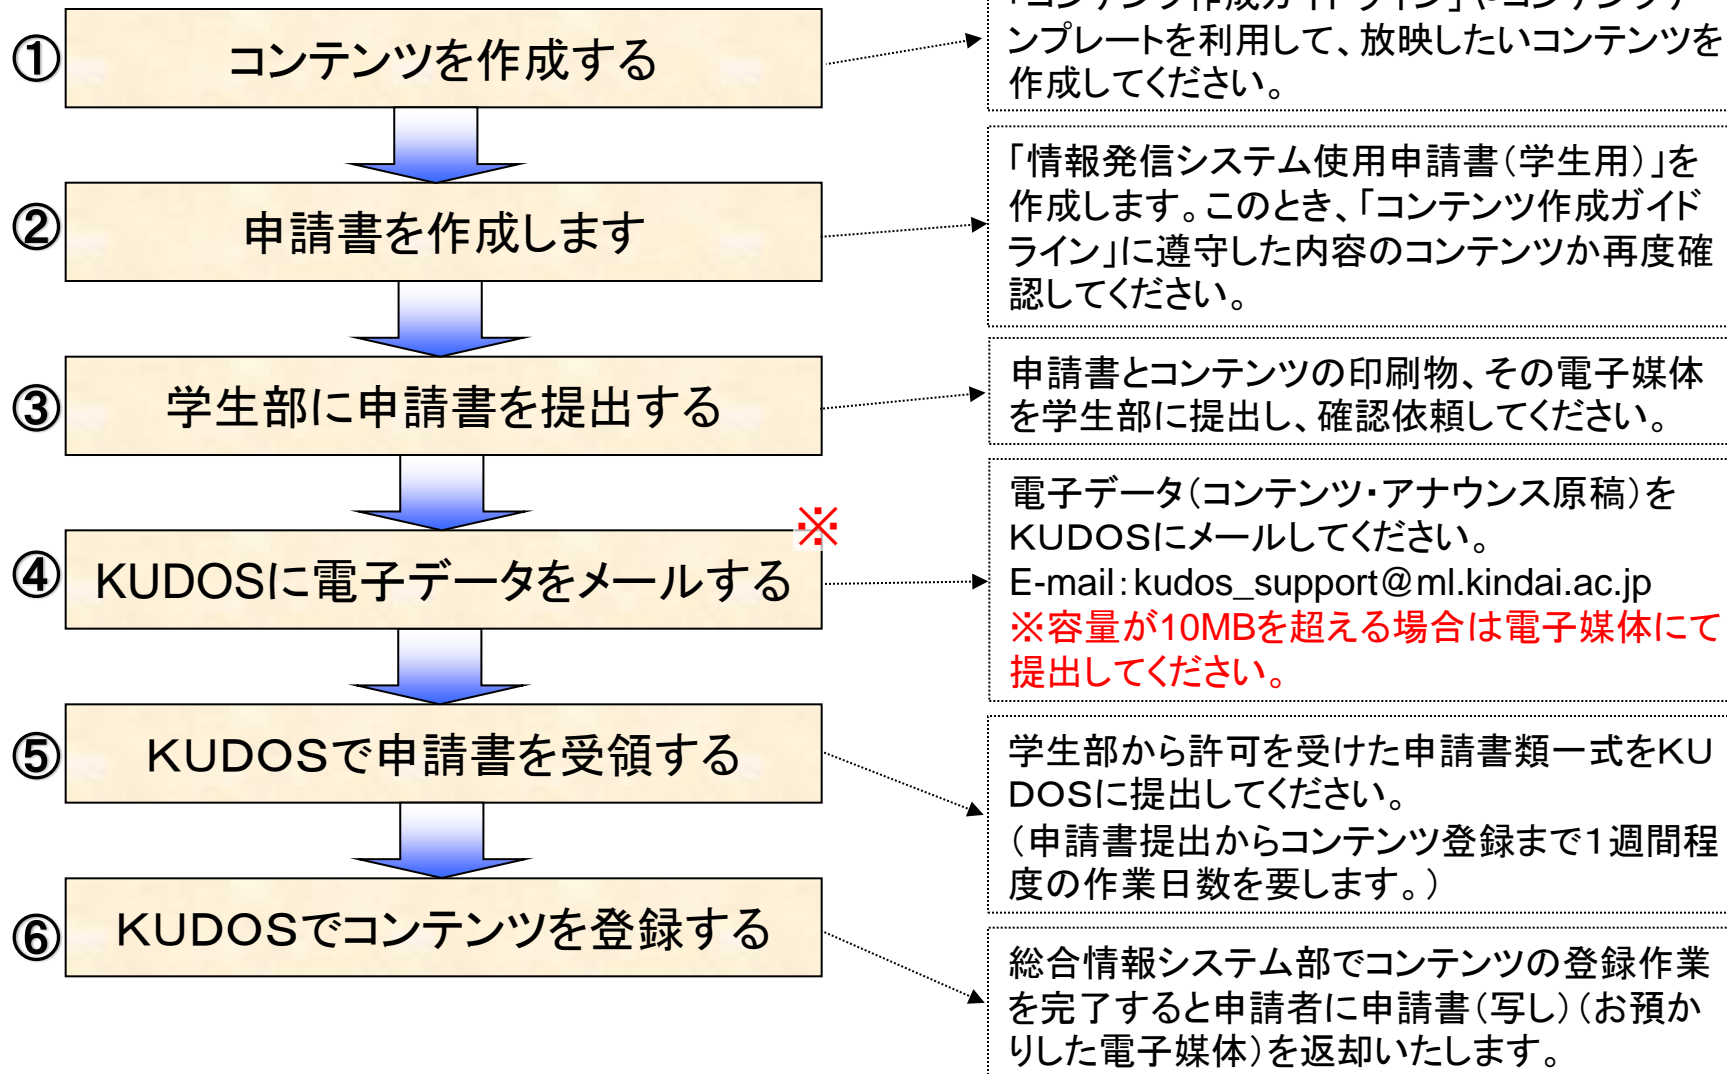 ①
コンテンツを作成する
「コンテンツ作成ガイドライン」やコンテンツテ
ンプレートを利用して、放映したいコンテンツを
作成してください。
②
申請書を作成します
「情報発信システム使用申請書（学生用）」を
作成します。このとき、「コンテンツ作成ガイド
ライン」に遵守した内容のコンテンツか再度確
認してください。
③
学生部に申請書を提出する
申請書とコンテンツの印刷物、その電子媒体
を学生部に提出し、確認依頼してください。
④
KUDOSに電子データをメールする
※
電子データ（コンテンツ・アナウンス原稿）を
ＫＵＤＯＳにメールしてください。
E-mail：kudos_support@ml.kindai.ac.jp
※容量が10MBを超える場合は電子媒体にて
提出してください。
⑤
ＫＵＤＯＳで申請書を受領する
学生部から許可を受けた申請書類一式をＫＵ
ＤＯＳに提出してください。
（申請書提出からコンテンツ登録まで１週間程
度の作業日数を要します。）
⑥
ＫＵＤＯＳでコンテンツを登録する
総合情報システム部でコンテンツの登録作業
を完了すると申請者に申請書（写し）（お預か
りした電子媒体）を返却いたします。